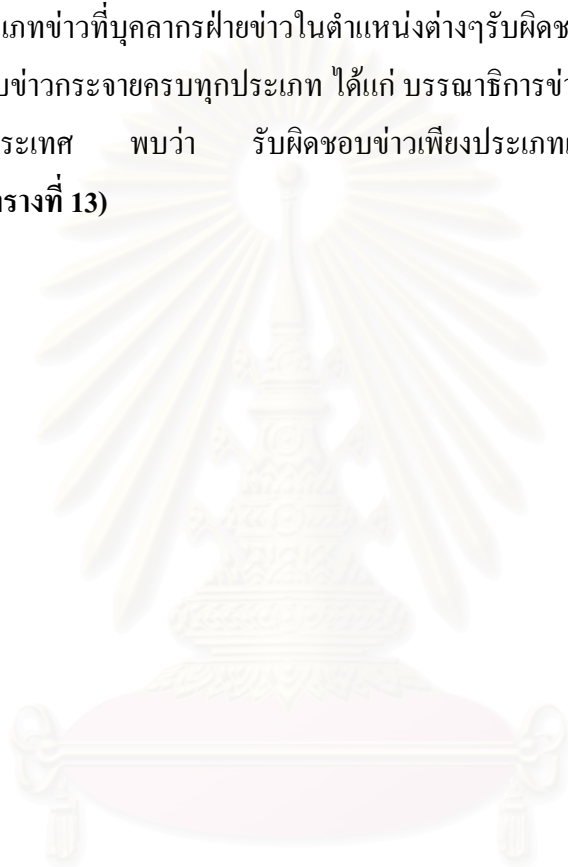 เภทข่าวที่บุคลากรฝ่ายข่าวในตำแหน่งต่างๆรับผิดช
บข่าวกระจายครบทุกประเภท ได้แก่ บรรณาธิการข่า
ระเทศ พบว่า รับผิดชอบข่าวเพียงประเภทเ
ารางที่ 13)